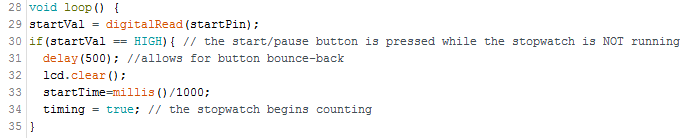 28 void loop() {
29 startVal = digitalRead(startPin);
30 if(startVal == HIGH){ // the start/pause button is pressed while the stopwatch is NOT running
31   delay(500); //allows for button bounce-back
32   lcd.clear();
33   startTime=millis()/1000;
34   timing = true; // the stopwatch begins counting
35 }